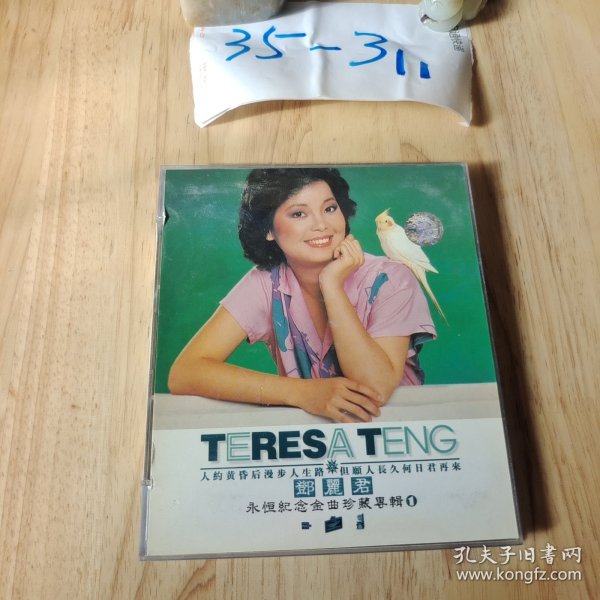 35-311
TERESA TENG
人約黃昏后漫步人生路 但願人長久何日君再來
鄧麗君
永恒紀念金曲珍藏專輯1
孔夫子旧書网
www.kongfz.com